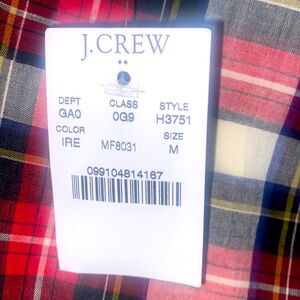 J.CREW
DEPT CLASS STYLE
GA0 0G9 H3751
COLOR SIZE
IRE MF8031 M
099104814167